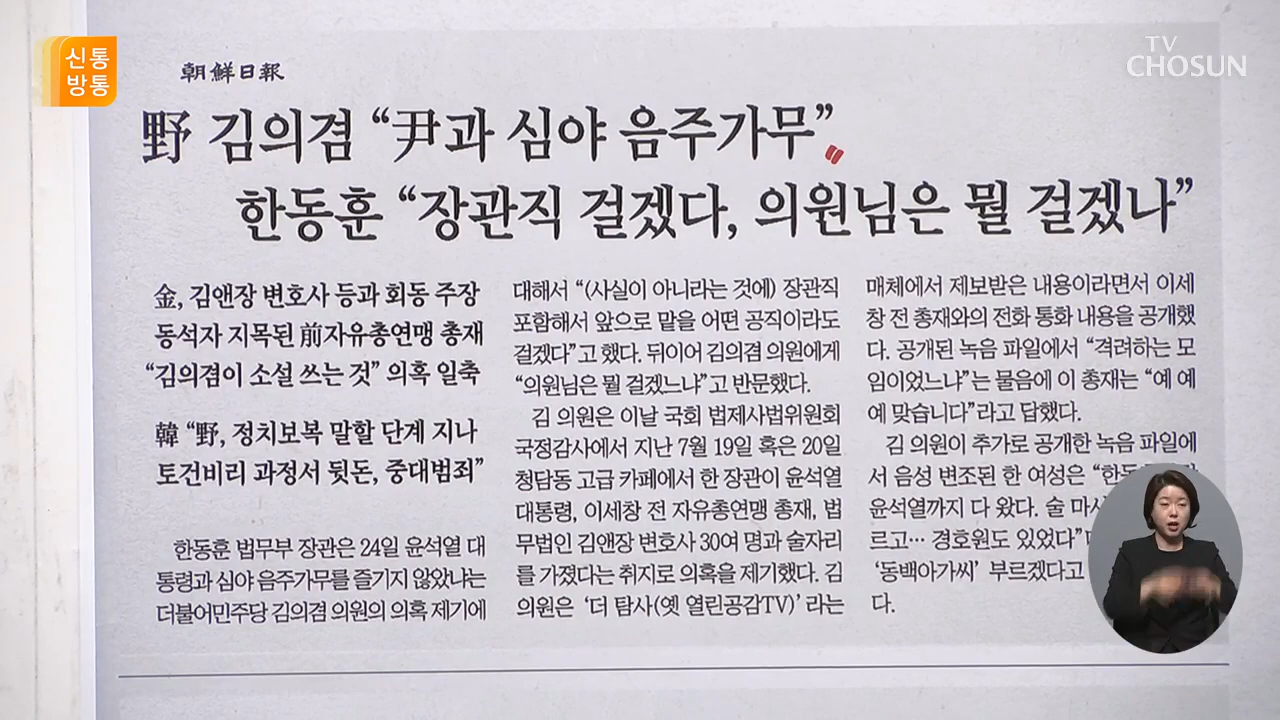 신통
방통
TV
CHOSUN
朝鮮日報
野 김의겸 “尹과 심야 음주가무”
한동훈 “장관직 걸겠다, 의원님은 뭘 걸겠나”
金, 김앤장 변호사 등과 회동 주장
동석자 지목된 前자유총연맹 총재
“김의겸이 소설 쓰는 것” 의혹 일축
韓 “野, 정치보복 말할 단계 지나
토건비리 과정서 뒷돈, 중대범죄”
한동훈 법무부 장관은 24일 윤석열 대
통령과 심야 음주가무를 즐기지 않았냐는
더불어민주당 김의겸 의원의 의혹 제기에
대해서 “(사실이 아니라는 것에) 장관직
포함해서 앞으로 맡을 어떤 공직이라도
걸겠다”고 했다. 뒤이어 김의겸 의원에게
“의원님은 뭘 걸겠느냐”고 반문했다.
김 의원은 이날 국회 법제사법위원회
국정감사에서 지난 7월 19일 혹은 20일
청담동 고급 카페에서 한 장관이 윤석열
대통령, 이세창 전 자유총연맹 총재, 법
무법인 김앤장 변호사 30여 명과 술자리
를 가졌다는 취지로 의혹을 제기했다. 김
의원은 ‘더 탐사(옛 열린공감TV)’라는
매체에서 제보받은 내용이라면서 이세
창 전 총재와의 전화 통화 내용을 공개했
다. 공개된 녹음 파일에서 “격려하는 모
임이었느냐”는 물음에 이 총재는 “예 예
예 맞습니다”라고 답했다.
김 의원이 추가로 공개한 녹음 파일에
서 음성 변조된 한 여성은 “한동
윤석열까지 다 왔다. 술 마
르고… 경호원도 있었다”
‘동백아가씨’ 부르겠다고
다.